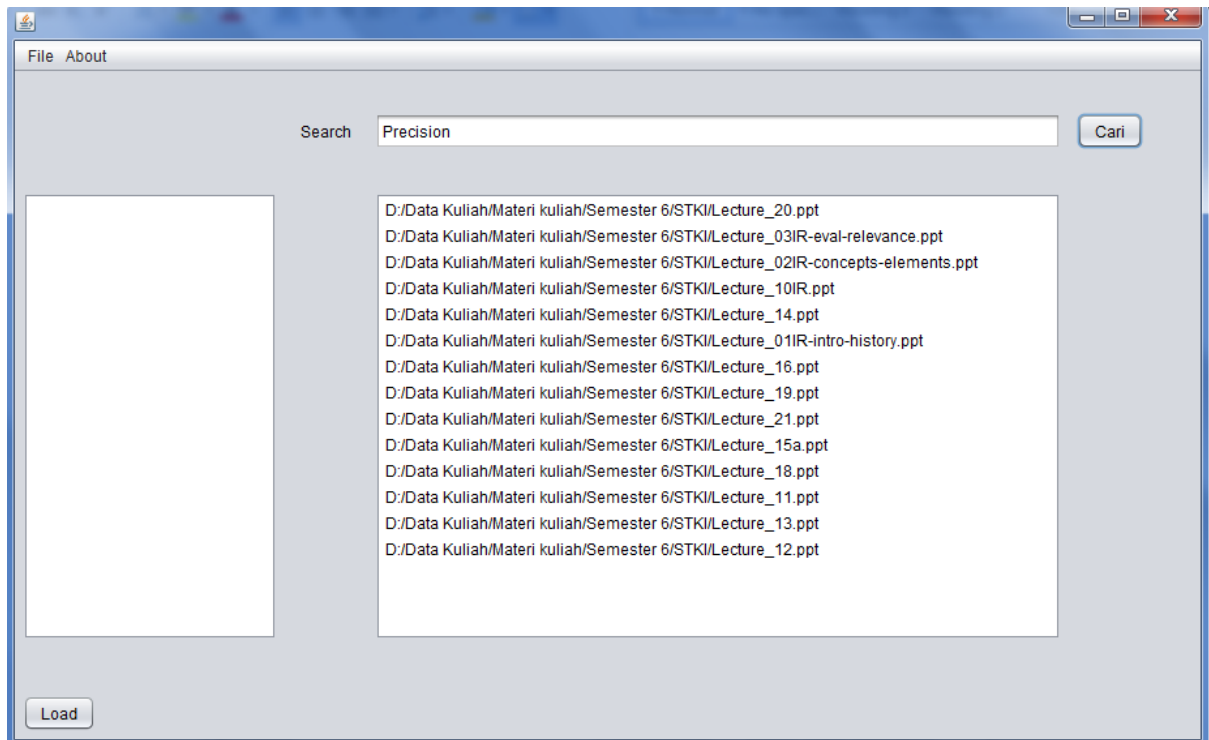 File About
Search Precision Cari
D:/Data Kuliah/Materi kuliah/Semester 6/STKI/Lecture_20.ppt
D:/Data Kuliah/Materi kuliah/Semester 6/STKI/Lecture_03IR-eval-relevance.ppt
D:/Data Kuliah/Materi kuliah/Semester 6/STKI/Lecture_02IR-concepts-elements.ppt
D:/Data Kuliah/Materi kuliah/Semester 6/STKI/Lecture_10IR.ppt
D:/Data Kuliah/Materi kuliah/Semester 6/STKI/Lecture_14.ppt
D:/Data Kuliah/Materi kuliah/Semester 6/STKI/Lecture_01IR-intro-history.ppt
D:/Data Kuliah/Materi kuliah/Semester 6/STKI/Lecture_16.ppt
D:/Data Kuliah/Materi kuliah/Semester 6/STKI/Lecture_19.ppt
D:/Data Kuliah/Materi kuliah/Semester 6/STKI/Lecture_21.ppt
D:/Data Kuliah/Materi kuliah/Semester 6/STKI/Lecture_15a.ppt
D:/Data Kuliah/Materi kuliah/Semester 6/STKI/Lecture_18.ppt
D:/Data Kuliah/Materi kuliah/Semester 6/STKI/Lecture_11.ppt
D:/Data Kuliah/Materi kuliah/Semester 6/STKI/Lecture_13.ppt
D:/Data Kuliah/Materi kuliah/Semester 6/STKI/Lecture_12.ppt
Load